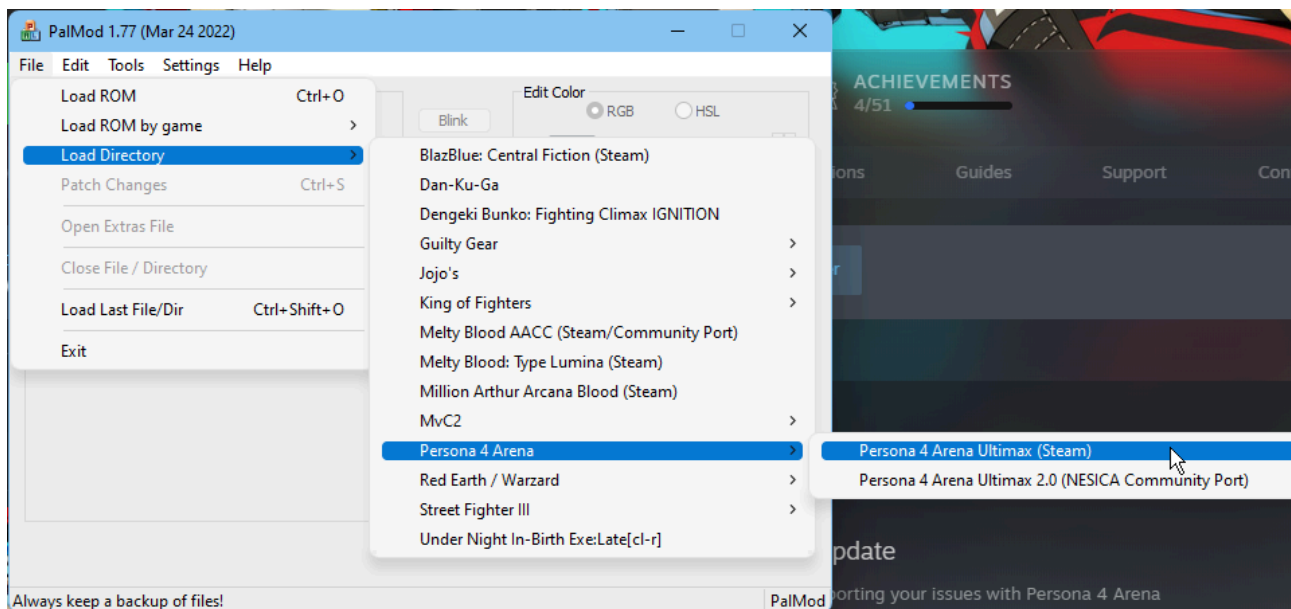 PalMod 1.77 (Mar 24 2022)
File Edit Tools Settings Help
Load ROM Ctrl+O
Load ROM by game
Load Directory
Patch Changes Ctrl+S
Open Extras File
Close File / Directory
Load Last File/Dir Ctrl+Shift+O
Exit
Blink
Edit Color
RGB HSL
BlazBlue: Central Fiction (Steam)
Dan-Ku-Ga
Dengeki Bunko: Fighting Climax IGNITION
Guilty Gear
Jojo's
King of Fighters
Melty Blood AACC (Steam/Community Port)
Melty Blood: Type Lumina (Steam)
Million Arthur Arcana Blood (Steam)
MvC2
Persona 4 Arena
Red Earth / Warzard
Street Fighter III
Under Night In-Birth Exe:Late[cl-r]
Persona 4 Arena Ultimax (Steam)
Persona 4 Arena Ultimax 2.0 (NESICA Community Port)
Always keep a backup of files! PalMod
ACHIEVEMENTS
4/51
ions Guides Support Con
r
pdate
orting your issues with Persona 4 Arena